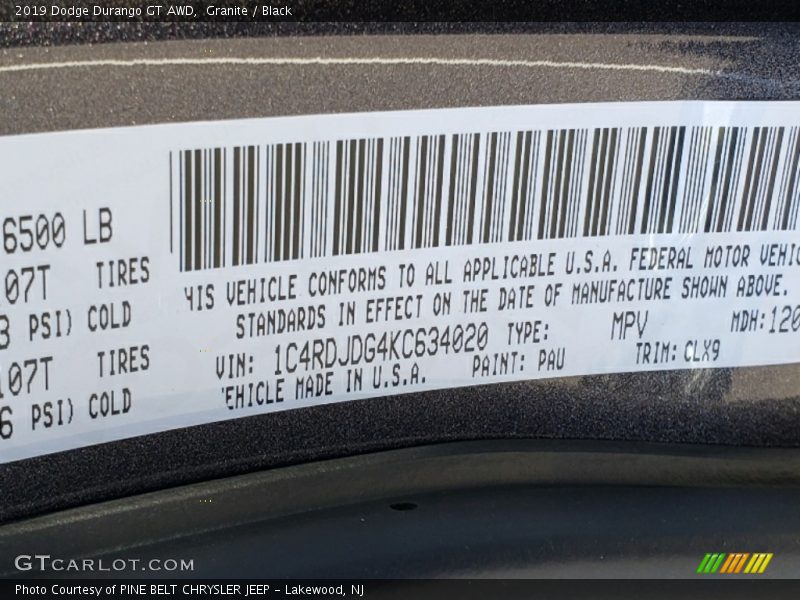 2019 Dodge Durango GT AWD, Granite / Black
6500 LB
07T TIRES
3 PSI) COLD
107T TIRES
6 PSI) COLD
HIS VEHICLE CONFORMS TO ALL APPLICABLE U.S.A. FEDERAL MOTOR VEHIC
STANDARDS IN EFFECT ON THE DATE OF MANUFACTURE SHOWN ABOVE.
VIN: 1C4RDJDG4KC634020 TYPE: MPV MDH: 120
VEHICLE MADE IN U.S.A. PAINT: PAU TRIM: CLX9
GTCARLOT.COM
Photo Courtesy of PINE BELT CHRYSLER JEEP - Lakewood, NJ